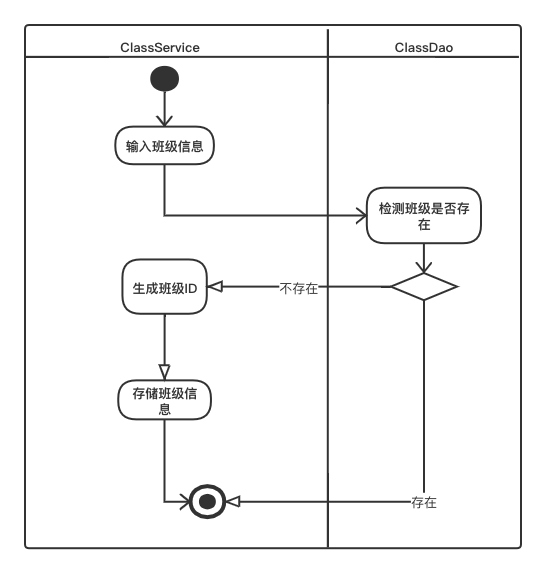 ClassService
ClassDao
输入班级信息
检测班级是否存
在
生成班级ID
不存在
存储班级信
息
存在